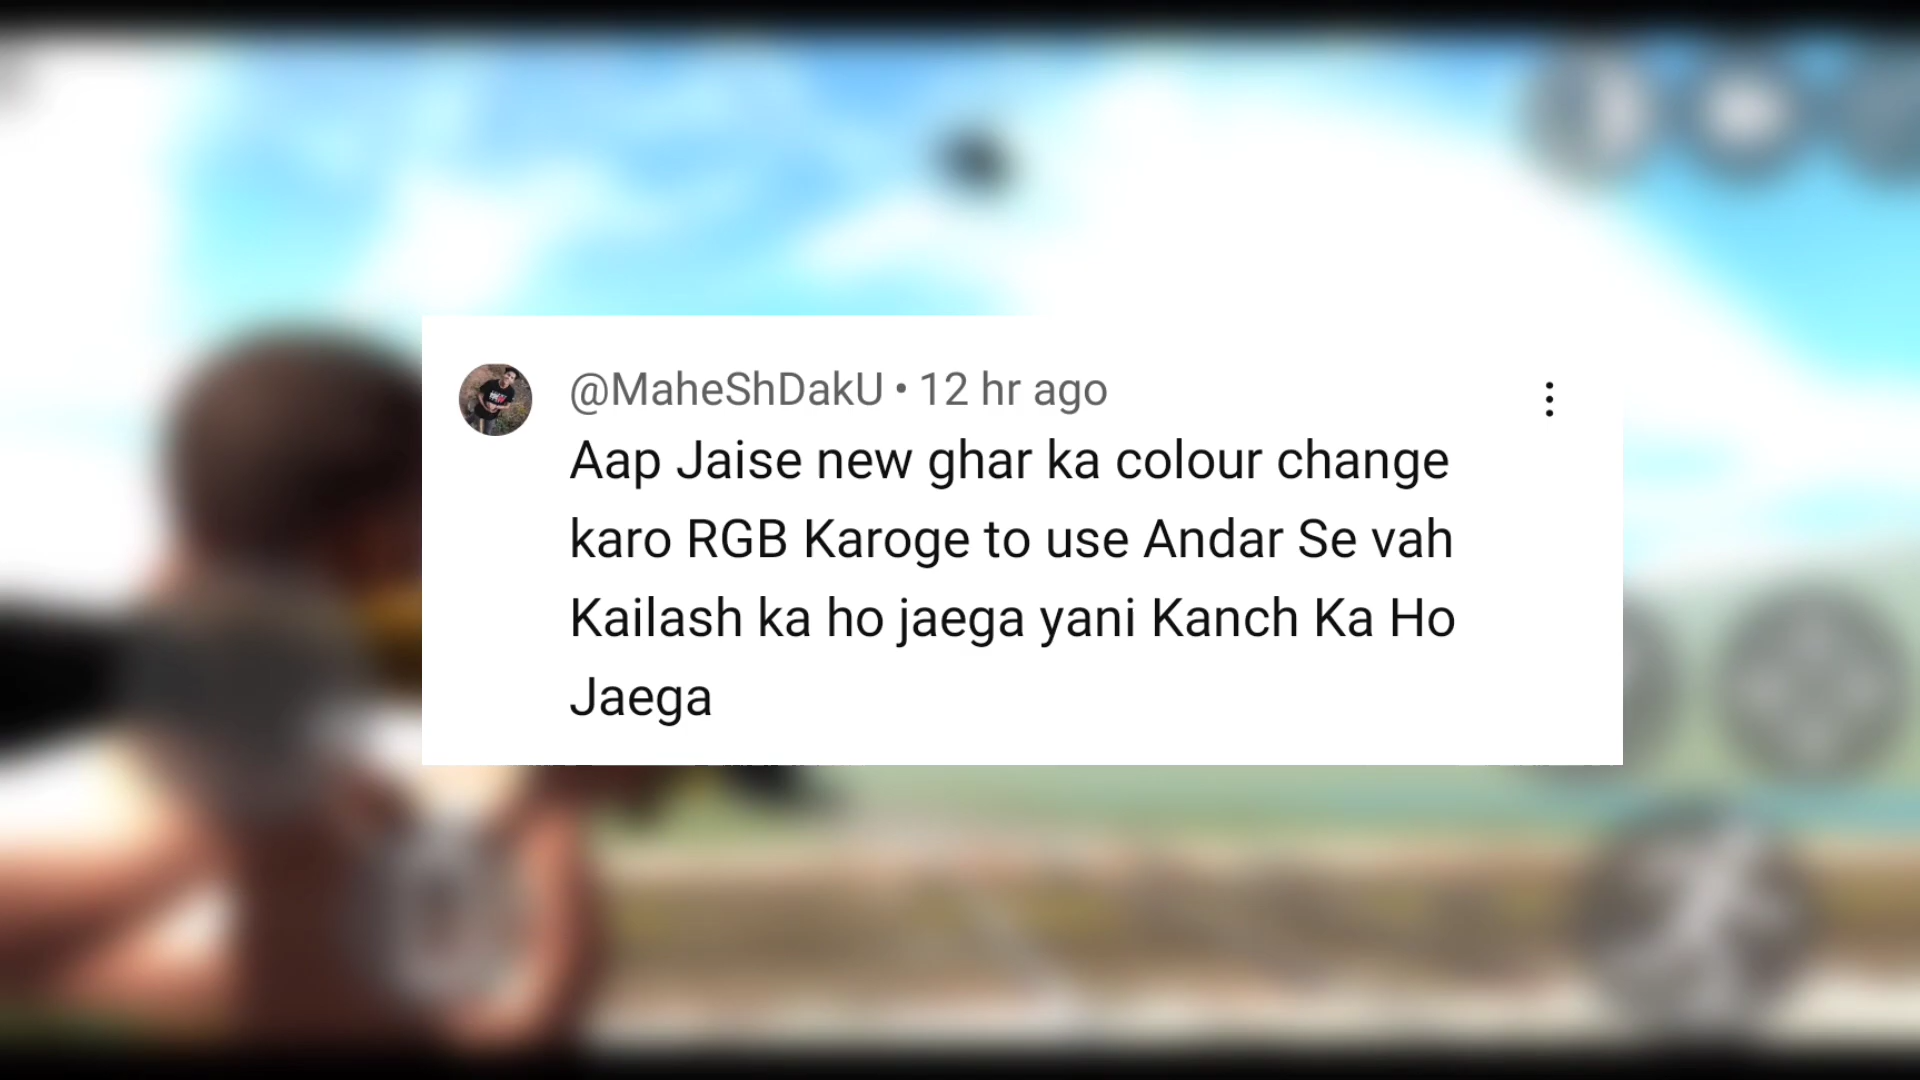 @MaheShDakU • 12 hr ago
Aap Jaise new ghar ka colour change
karo RGB Karoge to use Andar Se vah
Kailash ka ho jaega yani Kanch Ka Ho
Jaega